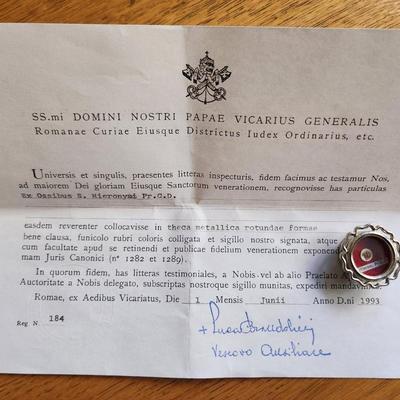 SS.mi DOMINI NOSTRI PAPAE VICARIUS GENERALIS
Romanae Curiae Eiusque Districtus Iudex Ordinarius, etc.
Universis et singulis, praesentes litteras inspecturis, fidem facimus ac testamur Nos,
ad maiorem Dei gloriam Eiusque Sanctorum venerationem, recognovisse has particulas
Ex Ossibus S. Hieronymi Pr.C.D.
easdem reverenter collocavisse in theca metallica rotundae formae
bene clausa, funicolo rubri coloris colligata et sigillo nostro signata, atque
cum facultate apud se retinendi et publicae fidelium venerationi exponendi
mam Juris Canonici (n° 1282 et 1289).
In quorum fidem, has litteras testimoniales, a Nobis vel ab alio Praelato
Auctoritate a Nobis delegato, subscriptas nostroque sigillo munitas, expediri mandavimus
Romae, ex Aedibus Vicariatus, Die 1 Mensis Junii Anno D.ni 1993
Reg N. 184
Vescovo Ausiliare